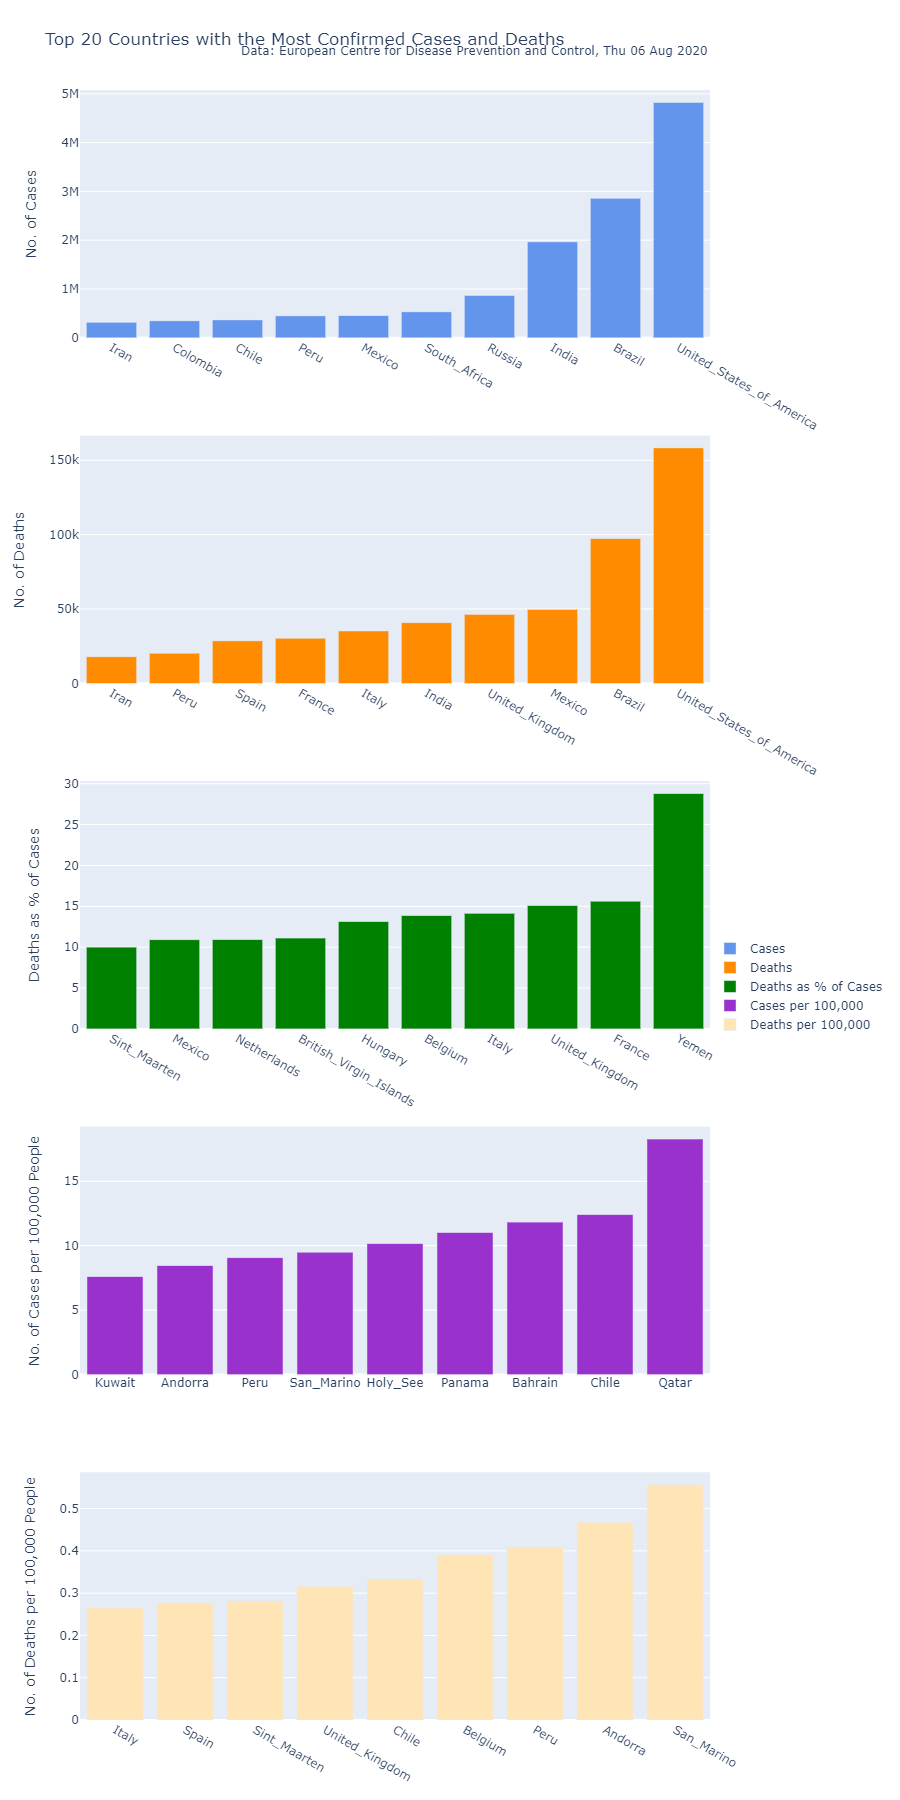 Top 20 Countries with the Most Confirmed Cases and Deaths
Data: European Centre for Disease Prevention and Control, Thu 06 Aug 2020
No. of Cases
5M
4M
3M
2M
1M
0
Iran Colombia Chile Peru Mexico South_Africa Russia India Brazil United_States_of_America
No. of Deaths
150k
100k
50k
0
Iran Peru Spain France Italy India United_Kingdom Mexico Brazil United_States_of_America
Deaths as % of Cases
30
25
20
15
10
5
0
Sint_Maarten Mexico Netherlands British_Virgin_Islands Hungary Belgium Italy United_Kingdom France Yemen
Cases
Deaths
Deaths as % of Cases
Cases per 100,000
Deaths per 100,000
No. of Cases per 100,000 People
15
10
5
0
Kuwait Andorra Peru San_Marino Holy_See Panama Bahrain Chile Qatar
No. of Deaths per 100,000 People
0.5
0.4
0.3
0.2
0.1
0
Italy Spain Sint_Maarten United_Kingdom Chile Belgium Peru Andorra San_Marino